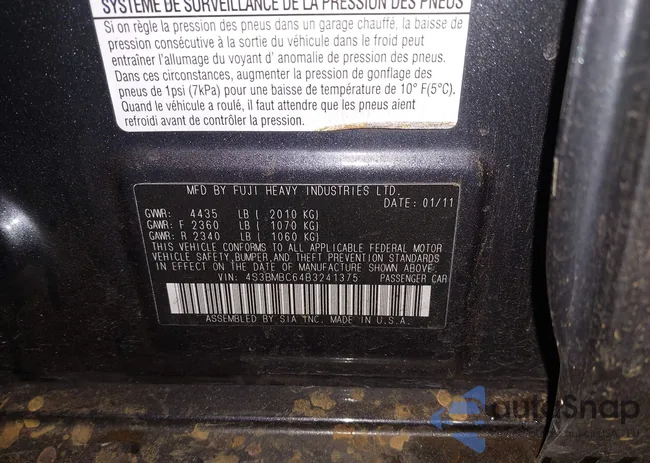 SYSTÈME DE SURVEILLANCE DE LA PRESSION DES PNEUS
Si on règle la pression des pneus dans un garage chauffé, la baisse de
pression consécutive à la sortie du véhicule dans le froid peut
entraîner l'allumage du voyant d' anomalie de pression des pneus.
Dans ces circonstances, augmenter la pression de gonflage des
pneus de 1psi (7kPa) pour une baisse de température de 10° F(5°C).
Quand le véhicule a roulé, il faut attendre que les pneus aient
refroidi avant de contrôler la pression.
MFD BY FUJI HEAVY INDUSTRIES LTD.
DATE: 01/11
GVWR: 4435 LB ( 2010 KG)
GAWR: F 2360 LB ( 1070 KG)
GAWR: R 2340 LB ( 1060 KG)
THIS VEHICLE CONFORMS TO ALL APPLICABLE FEDERAL MOTOR
VEHICLE SAFETY, BUMPER, AND THEFT PREVENTION STANDARDS
IN EFFECT ON THE DATE OF MANUFACTURE SHOWN ABOVE.
VIN: 4S3BMBC64B3241375 PASSENGER CAR
ASSEMBLED BY SIA INC. MADE IN U.S.A.
autoSnap